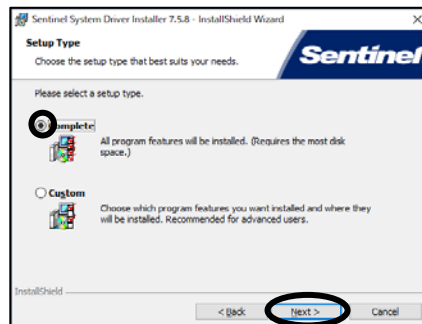 Sentinel System Driver Installer 7.5.8 - InstallShield Wizard
Setup Type
Choose the setup type that best suits your needs.
Sentinel
Please select a setup type.
Complete
All program features will be installed. (Requires the most disk
space.)
Custom
Choose which program features you want installed and where they
will be installed. Recommended for advanced users.
InstallShield
< Back Next > Cancel